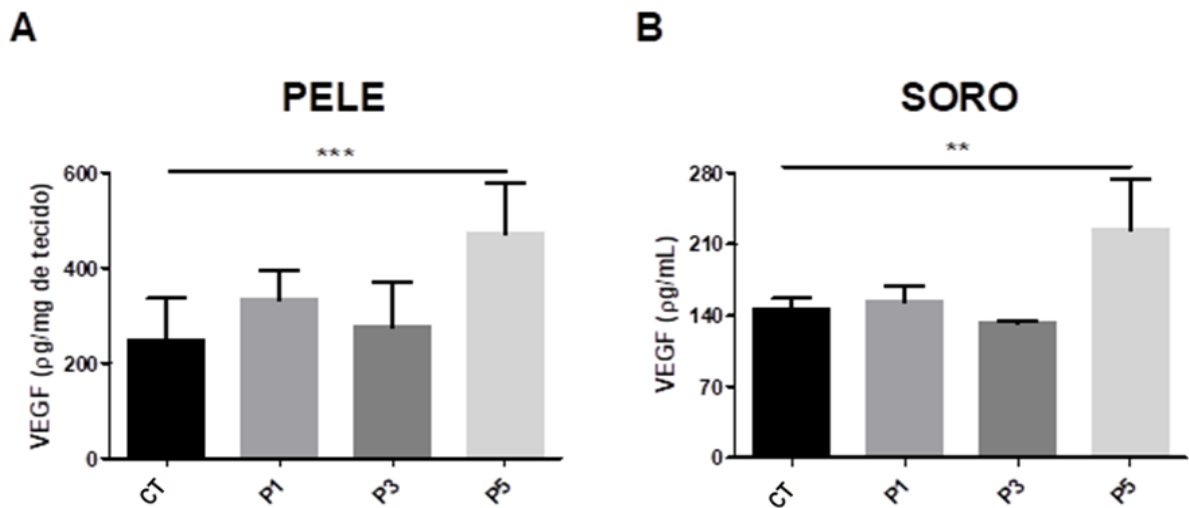 A
PELE
***
VEGF (ρg/mg de tecido)
600
400
200
0
CT
P1
P3
P5
B
SORO
**
VEGF (ρg/mL)
280
210
140
70
0
CT
P1
P3
P5